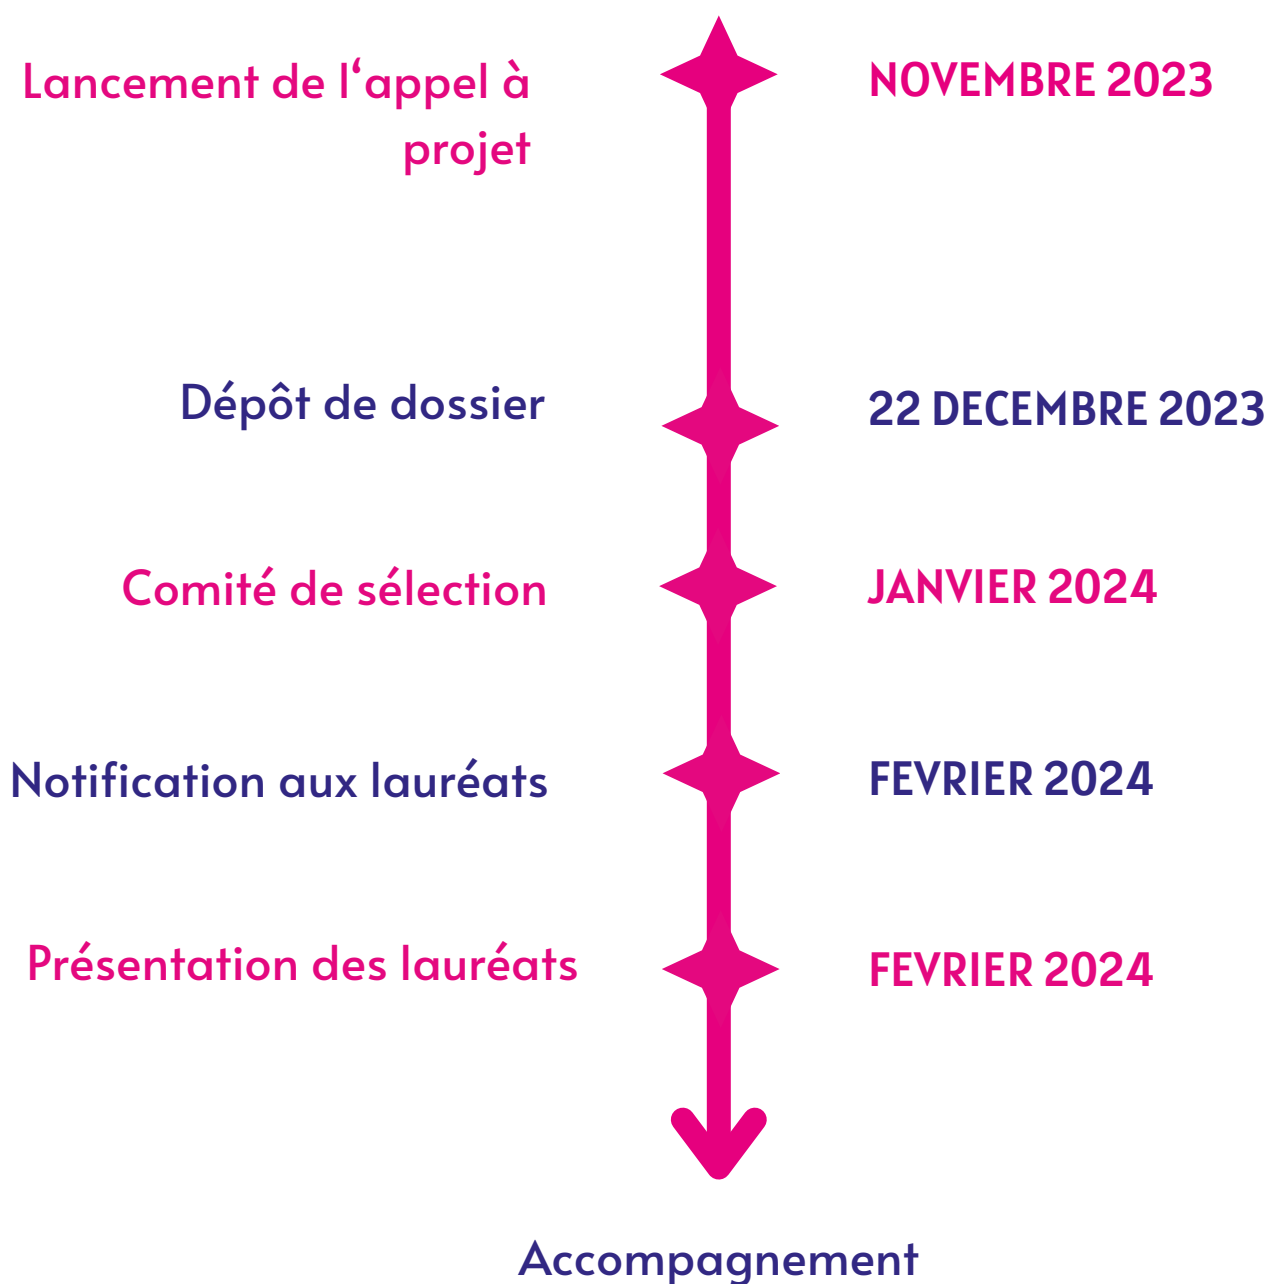 Lancement de l‘appel à
projet
NOVEMBRE 2023
Dépôt de dossier
22 DECEMBRE 2023
Comité de sélection
JANVIER 2024
Notification aux lauréats
FEVRIER 2024
Présentation des lauréats
FEVRIER 2024
Accompagnement